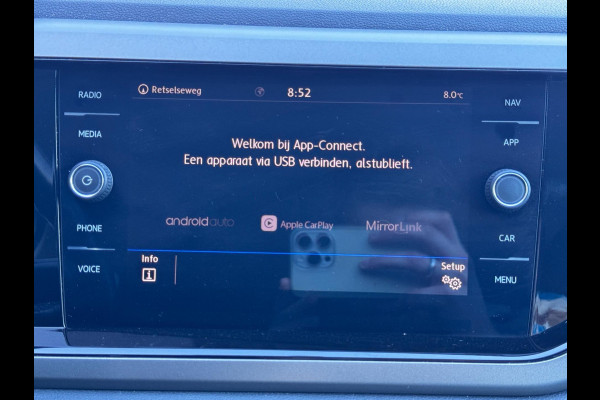 RADIO
Retselseweg 8:52 8.0°C
NAV
MEDIA
APP
Welkom bij App-Connect.
Een apparaat via USB verbinden, alstublieft.
PHONE
androidauto Apple CarPlay MirrorLink
CAR
VOICE
Info Setup
MENU